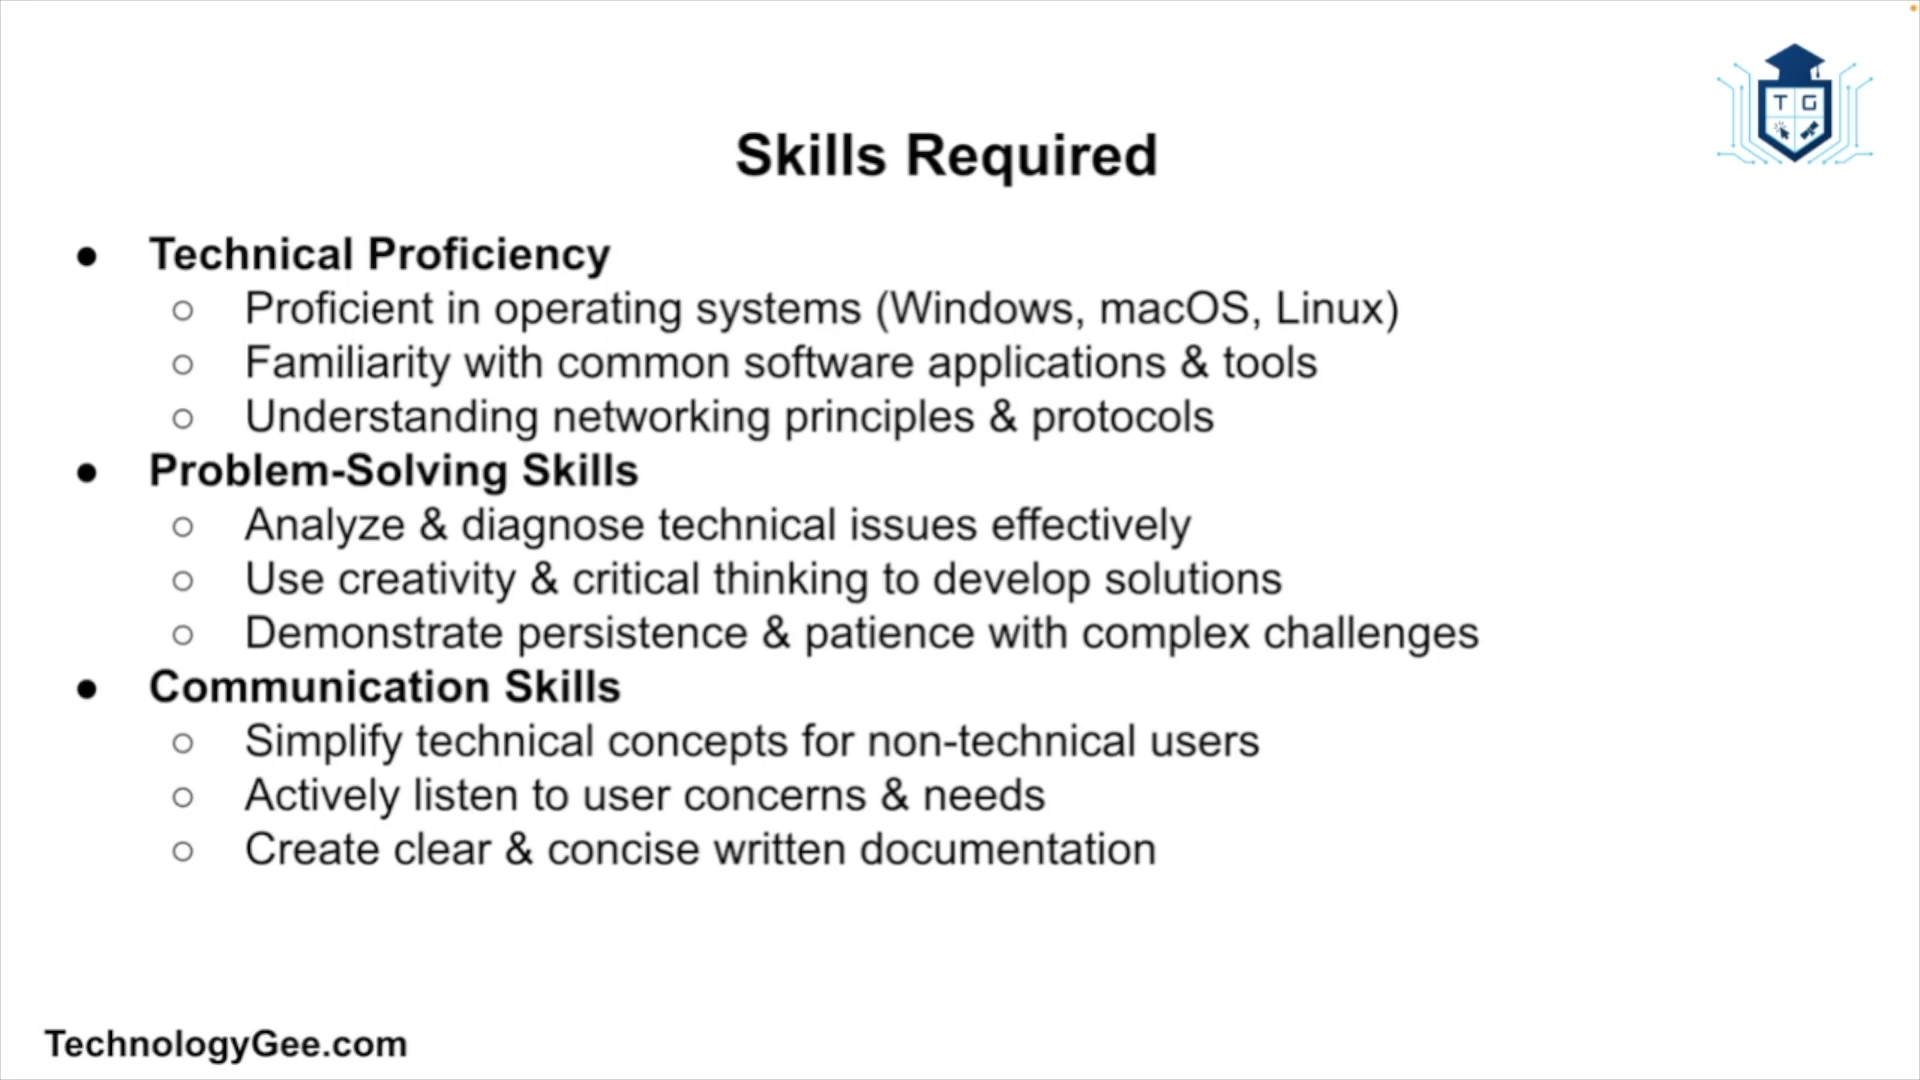 T G
Skills Required
● Technical Proficiency
○ Proficient in operating systems (Windows, macOS, Linux)
○ Familiarity with common software applications & tools
○ Understanding networking principles & protocols
● Problem-Solving Skills
○ Analyze & diagnose technical issues effectively
○ Use creativity & critical thinking to develop solutions
○ Demonstrate persistence & patience with complex challenges
● Communication Skills
○ Simplify technical concepts for non-technical users
○ Actively listen to user concerns & needs
○ Create clear & concise written documentation
TechnologyGee.com